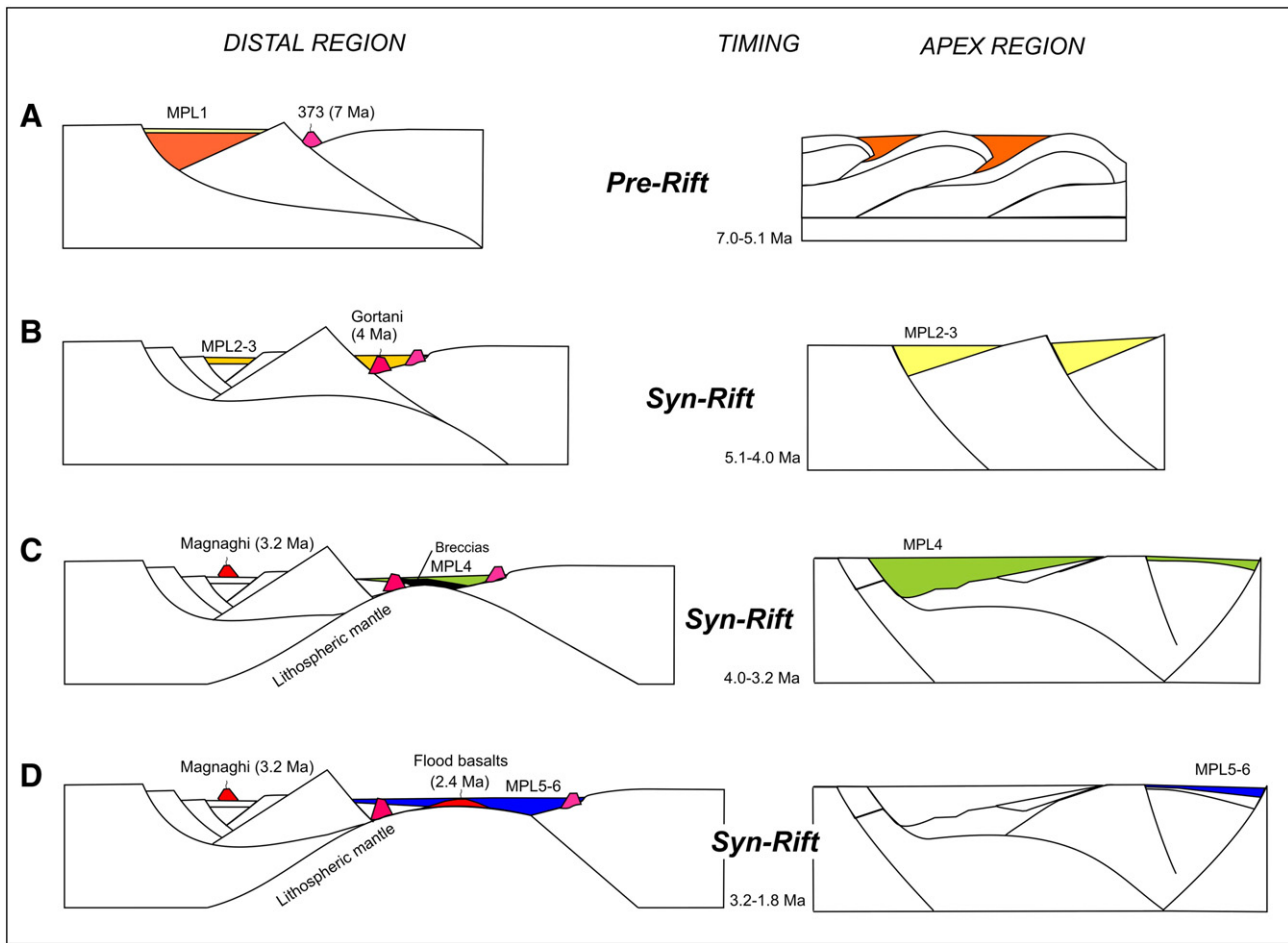 DISTAL REGION
TIMING
APEX REGION
A
MPL1
373 (7 Ma)
Pre-Rift
7.0-5.1 Ma
B
MPL2-3
Gortani
(4 Ma)
Syn-Rift
5.1-4.0 Ma
MPL2-3
C
Magnaghi (3.2 Ma)
Breccias
MPL4
Lithospheric mantle
Syn-Rift
4.0-3.2 Ma
MPL4
D
Magnaghi (3.2 Ma)
Flood basalts
(2.4 Ma)
MPL5-6
Lithospheric mantle
Syn-Rift
3.2-1.8 Ma
MPL5-6